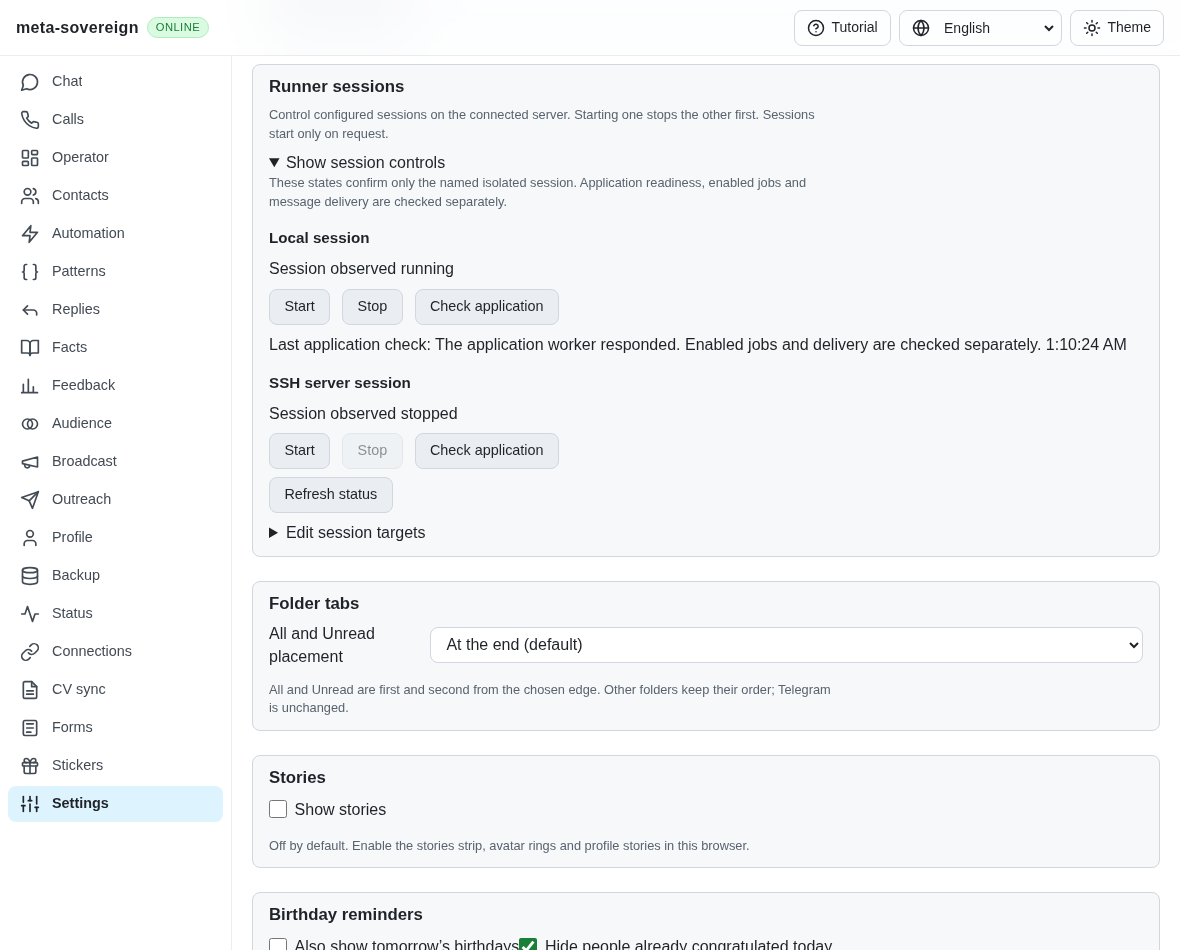 meta-sovereign
ONLINE
Tutorial
English
Theme
Chat
Calls
Operator
Contacts
Automation
Patterns
Replies
Facts
Feedback
Audience
Broadcast
Outreach
Profile
Backup
Status
Connections
CV sync
Forms
Stickers
Settings
Runner sessions
Control configured sessions on the connected server. Starting one stops the other first. Sessions
start only on request.
Show session controls
These states confirm only the named isolated session. Application readiness, enabled jobs and
message delivery are checked separately.
Local session
Session observed running
Start
Stop
Check application
Last application check: The application worker responded. Enabled jobs and delivery are checked separately. 1:10:24 AM
SSH server session
Session observed stopped
Start
Stop
Check application
Refresh status
Edit session targets
Folder tabs
All and Unread
placement
At the end (default)
All and Unread are first and second from the chosen edge. Other folders keep their order; Telegram
is unchanged.
Stories
Show stories
Off by default. Enable the stories strip, avatar rings and profile stories in this browser.
Birthday reminders
Also show tomorrow’s birthdays
Hide people already congratulated today